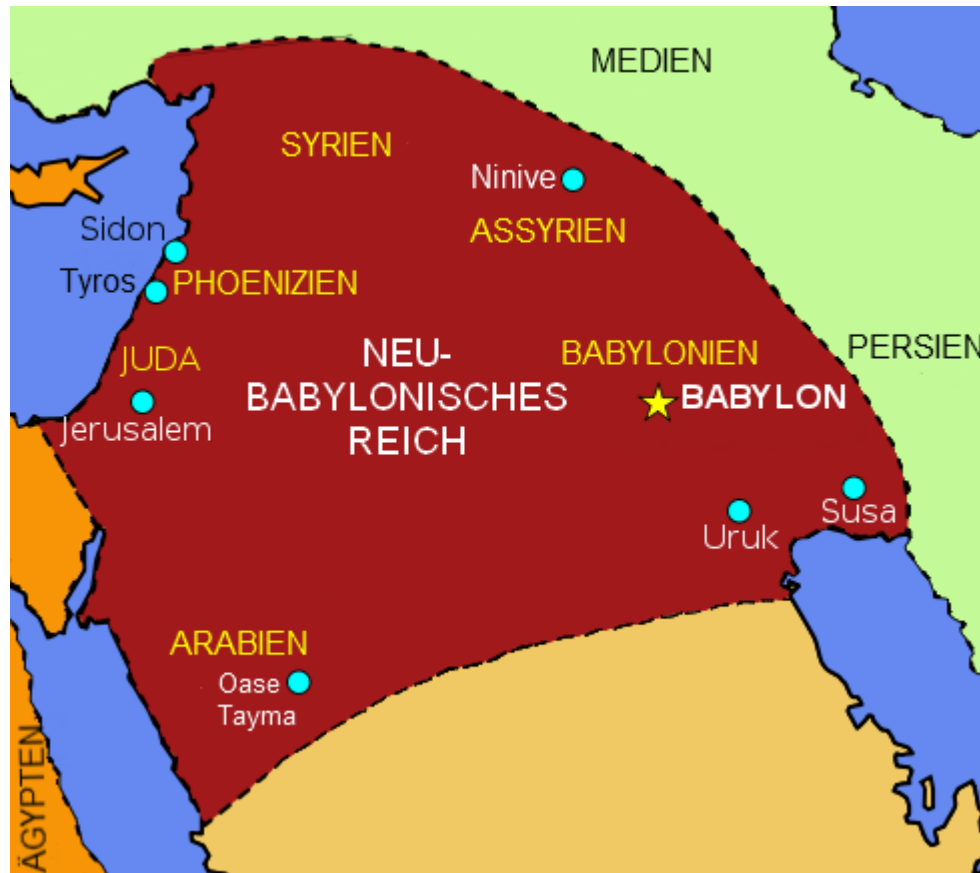 MEDIEN
SYRIEN
Ninive
ASSYRIEN
Sidon
Tyros
PHOENIZIEN
JUDA
Jerusalem
NEU-
BABYLONISCHES
REICH
BABYLONIEN
BABYLON
PERSIEN
Uruk
Susa
ARABIEN
Oase
Tayma
ÄGYPTEN